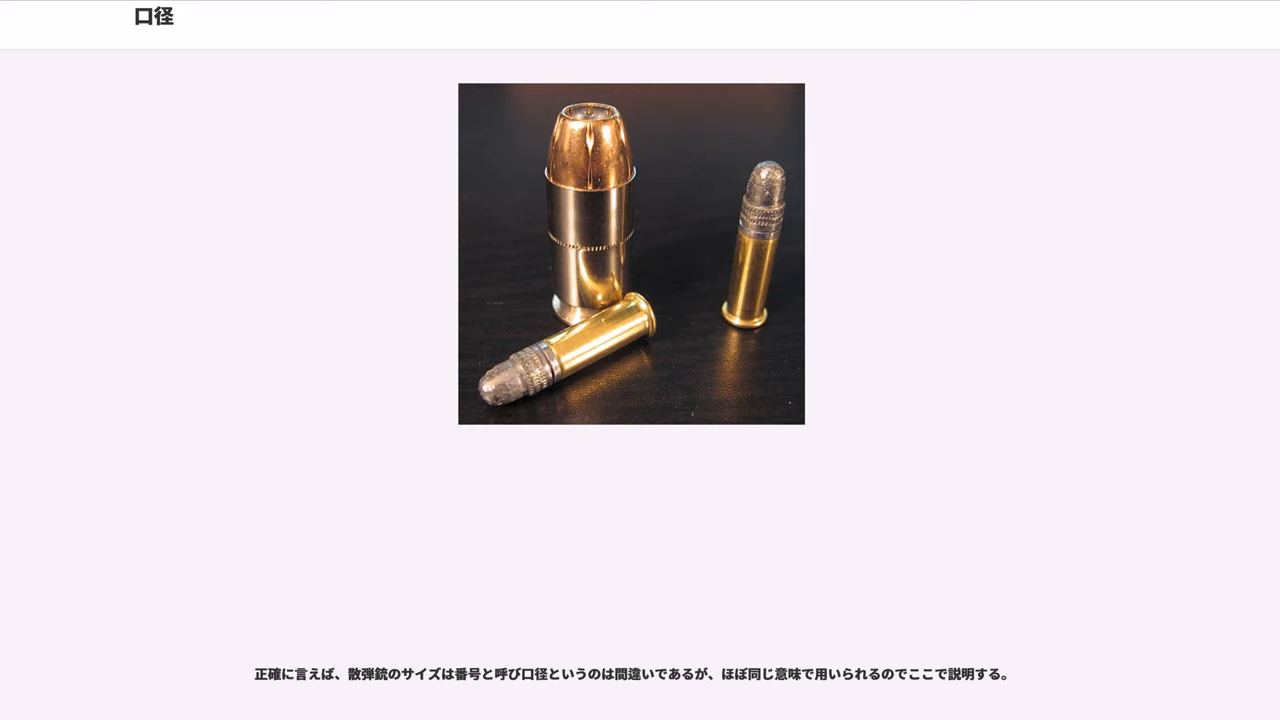 口径
正確に言えば、散弾銃のサイズは番号と呼び口径というのは間違いであるが、ほぼ同じ意味で用いられるのでここで説明する。